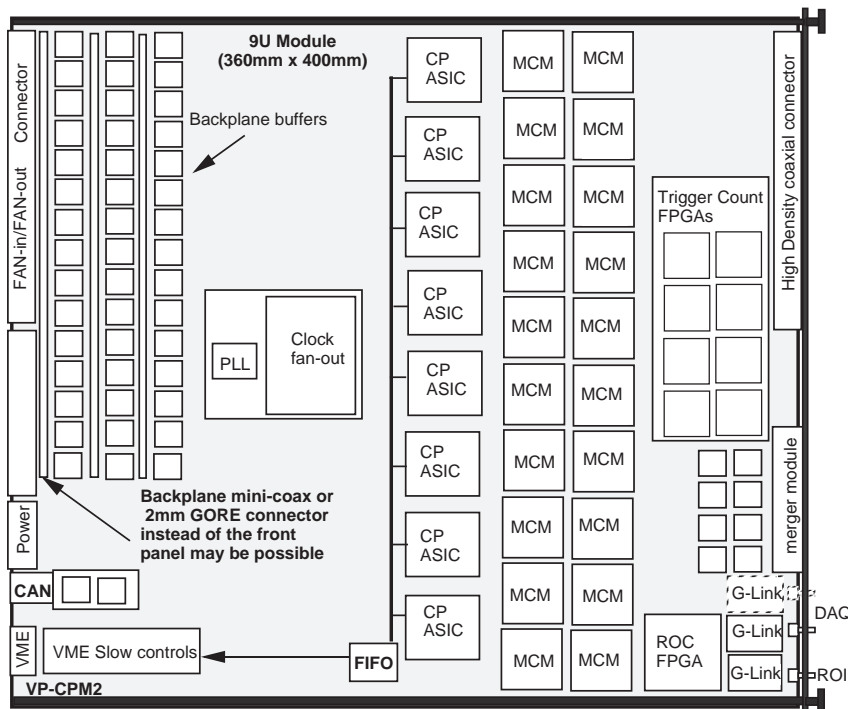 9U Module
(360mm x 400mm)
FAN-in/FAN-out Connector
Backplane buffers
CP
ASIC
MCM
MCM
High Density coaxial connector
MCM
MCM
CP
ASIC
MCM
MCM
Trigger Count
FPGAs
CP
ASIC
MCM
MCM
CP
ASIC
MCM
MCM
PLL
Clock
fan-out
CP
ASIC
MCM
MCM
MCM
MCM
CP
ASIC
MCM
MCM
merger module
Backplane mini-coax or
2mm GORE connector
instead of the front
panel may be possible
Power
CP
ASIC
MCM
MCM
CAN
CP
ASIC
MCM
MCM
G-Link
DAQ
G-Link
VME
VME Slow controls
FIFO
MCM
MCM
ROC
FPGA
G-Link
ROI
VP-CPM2